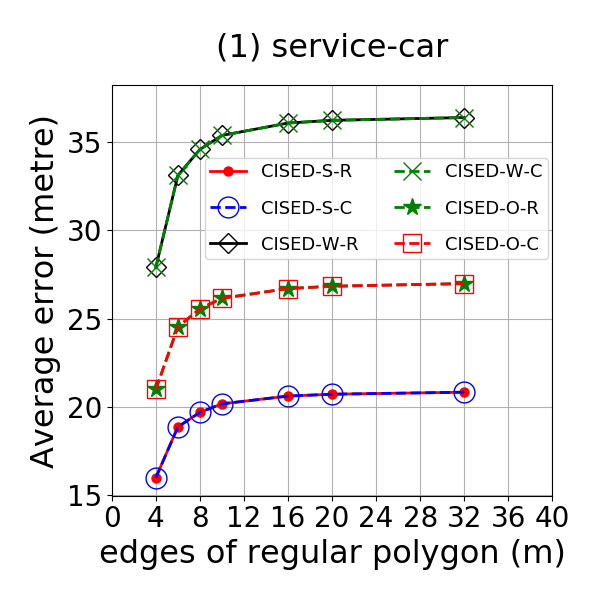 (1) service-car
Average error (metre)
35
30
25
20
15
CISED-S-R
CISED-S-C
CISED-W-R
CISED-W-C
CISED-O-R
CISED-O-C
0 4 8 12 16 20 24 28 32 36 40
edges of regular polygon (m)